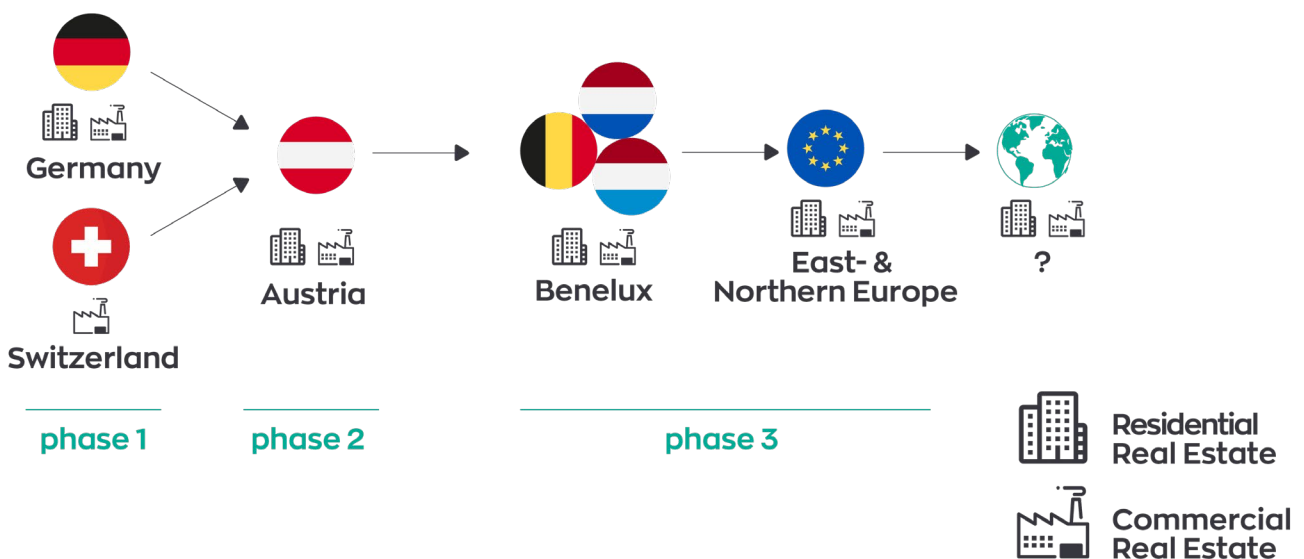 Germany
Switzerland
Austria
Benelux
East- &
Northern Europe
?
phase 1
phase 2
phase 3
Residential
Real Estate
Commercial
Real Estate